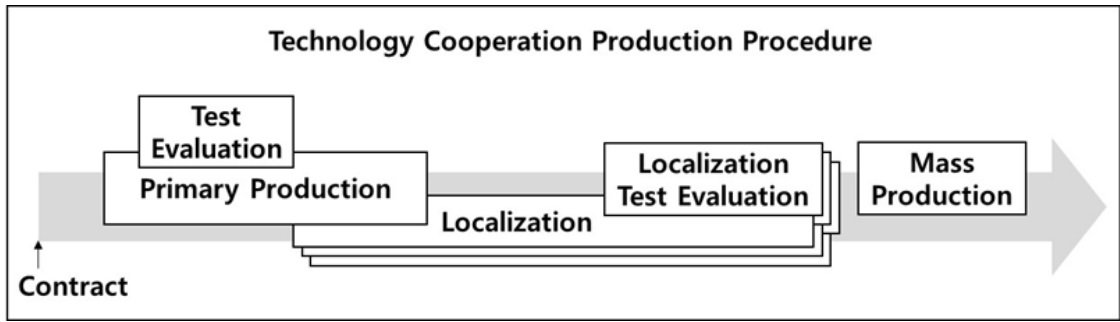 Technology Cooperation Production Procedure
Test
Evaluation
Primary Production
Localization
Test Evaluation
Localization
Mass
Production
Contract